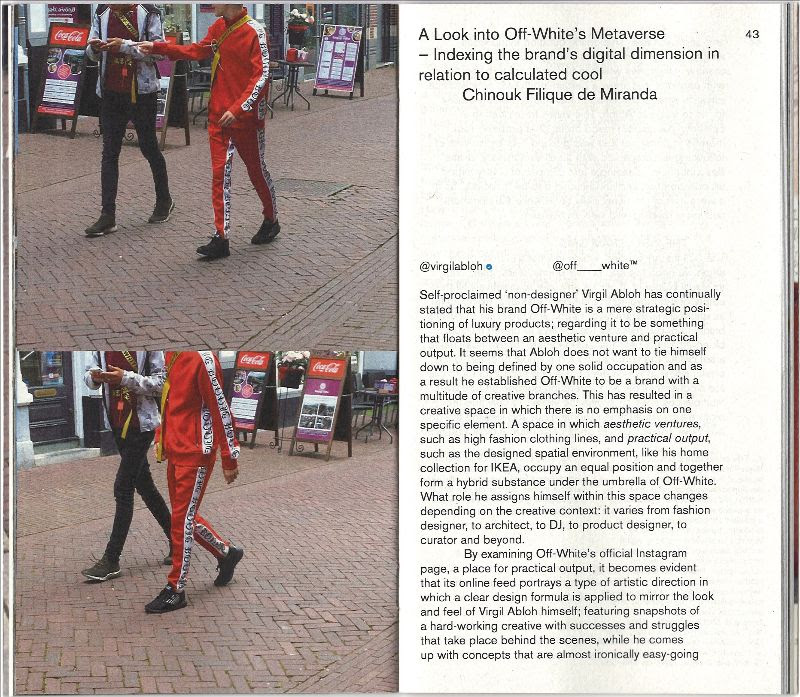 Coca-Cola
A Look into Off-White's Metaverse
– Indexing the brand's digital dimension in
relation to calculated cool
Chinouk Filique de Miranda
43
@virgilabloh
@off____white™
Self-proclaimed 'non-designer' Virgil Abloh has continually
stated that his brand Off-White is a mere strategic posi-
tioning of luxury products; regarding it to be something
that floats between an aesthetic venture and practical
output. It seems that Abloh does not want to tie himself
down to being defined by one solid occupation and as
a result he established Off-White to be a brand with a
multitude of creative branches. This has resulted in a
creative space in which there is no emphasis on one
specific element. A space in which aesthetic ventures,
such as high fashion clothing lines, and practical output,
such as the designed spatial environment, like his home
collection for IKEA, occupy an equal position and together
form a hybrid substance under the umbrella of Off-White.
What role he assigns himself within this space changes
depending on the creative context: it varies from fashion
designer, to architect, to DJ, to product designer, to
curator and beyond.
By examining Off-White's official Instagram
page, a place for practical output, it becomes evident
that its online feed portrays a type of artistic direction in
which a clear design formula is applied to mirror the look
and feel of Virgil Abloh himself; featuring snapshots of
a hard-working creative with successes and struggles
that take place behind the scenes, while he comes
up with concepts that are almost ironically easy-going
Coca-Cola
Coca-Cola